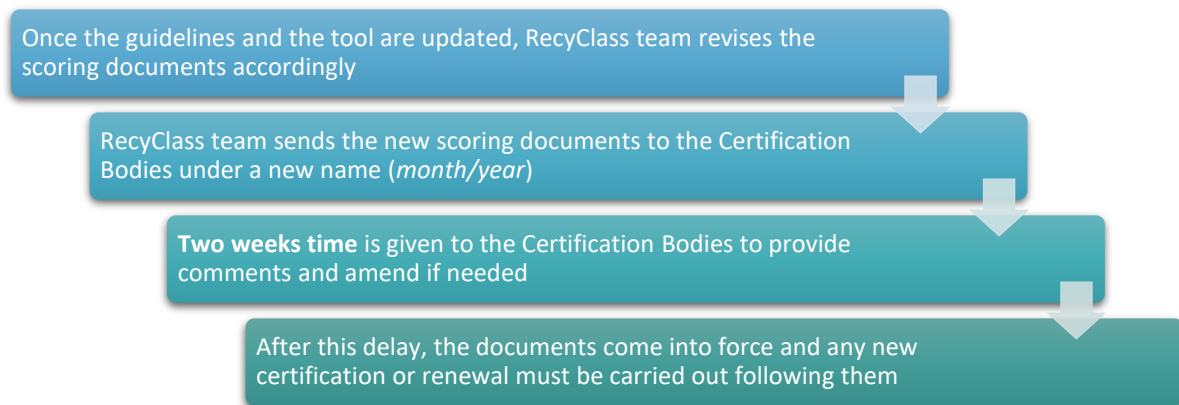 Once the guidelines and the tool are updated, RecyClass team revises the
scoring documents accordingly
RecyClass team sends the new scoring documents to the Certification
Bodies under a new name (month/year)
Two weeks time is given to the Certification Bodies to provide
comments and amend if needed
After this delay, the documents come into force and any new
certification or renewal must be carried out following them